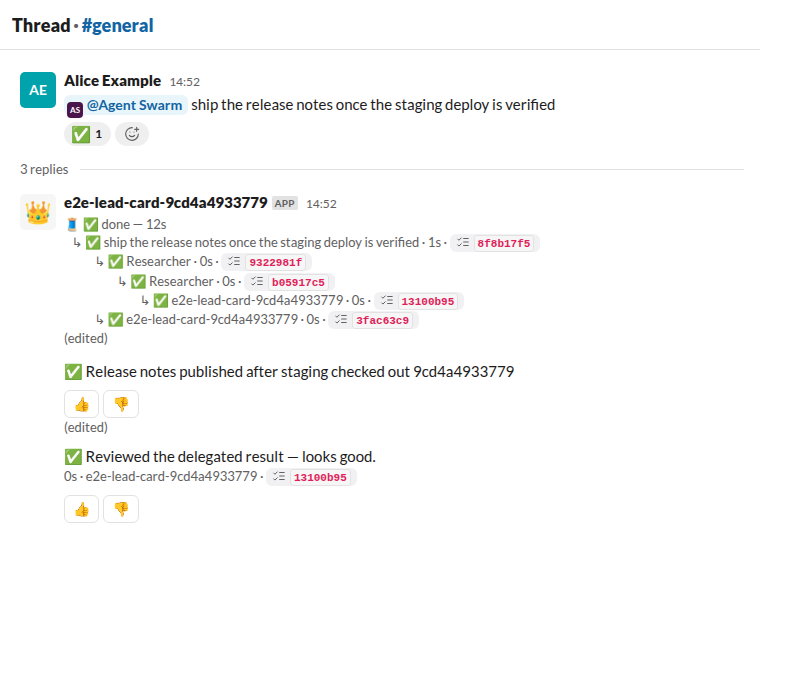 Thread · #general
AE
Alice Example 14:52
AS @Agent Swarm ship the release notes once the staging deploy is verified
✅ 1
3 replies
e2e-lead-card-9cd4a4933779 APP 14:52
🧵 ✅ done — 12s
↳ ✅ ship the release notes once the staging deploy is verified · 1s · 8f8b17f5
↳ ✅ Researcher · 0s · 9322981f
↳ ✅ Researcher · 0s · b05917c5
↳ ✅ e2e-lead-card-9cd4a4933779 · 0s · 13100b95
↳ ✅ e2e-lead-card-9cd4a4933779 · 0s · 3fac63c9
(edited)
✅ Release notes published after staging checked out 9cd4a4933779
👍 👎
(edited)
✅ Reviewed the delegated result — looks good.
0s · e2e-lead-card-9cd4a4933779 · 13100b95
👍 👎